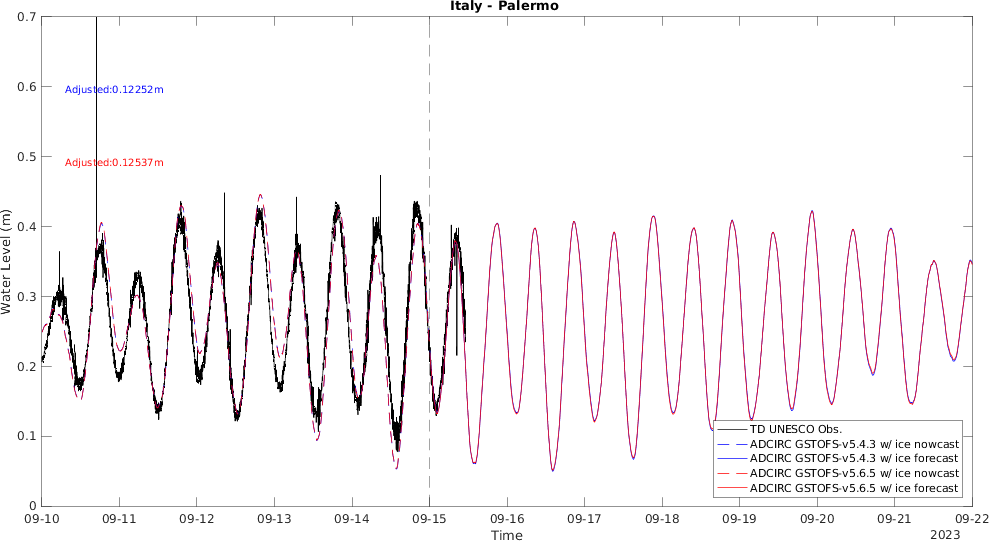 Italy - Palermo
0.7
0.6
0.5
0.4
0.3
0.2
0.1
0
Water Level (m)
Adjusted:0.12252m
Adjusted:0.12537m
TD UNESCO Obs.
ADCIRC GSTOFS-v5.4.3 w/ ice nowcast
ADCIRC GSTOFS-v5.4.3 w/ ice forecast
ADCIRC GSTOFS-v5.6.5 w/ ice nowcast
ADCIRC GSTOFS-v5.6.5 w/ ice forecast
09-10 09-11 09-12 09-13 09-14 09-15 09-16 09-17 09-18 09-19 09-20 09-21 09-22
Time
2023